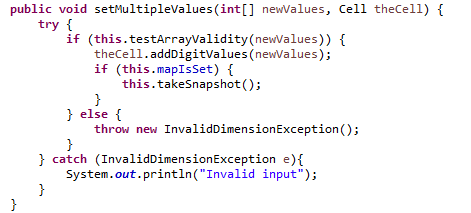 public void setMultipleValues(int[] newValues, Cell theCell) {
    try {
        if (this.testArrayValidity(newValues)) {
            theCell.addDigitValues(newValues);
            if (this.mapIsSet) {
                this.takeSnapshot();
            }
        } else {
            throw new InvalidDimensionException();
        }
    } catch (InvalidDimensionException e){
        System.out.println("Invalid input");
    }
}